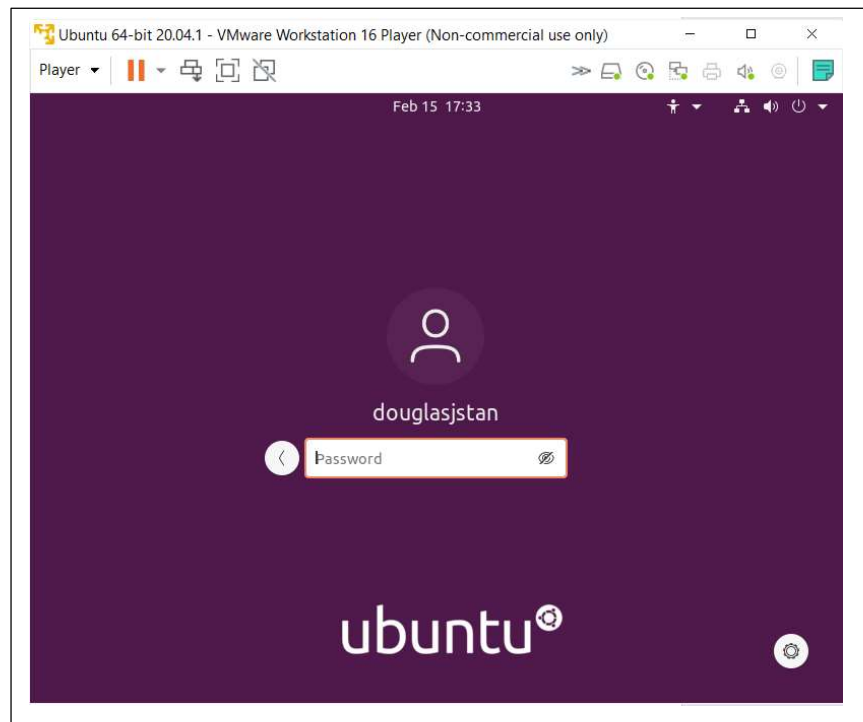 Ubuntu 64-bit 20.04.1 - VMware Workstation 16 Player (Non-commercial use only)
Player
Feb 15 17:33
douglasjstan
Password
ubuntu